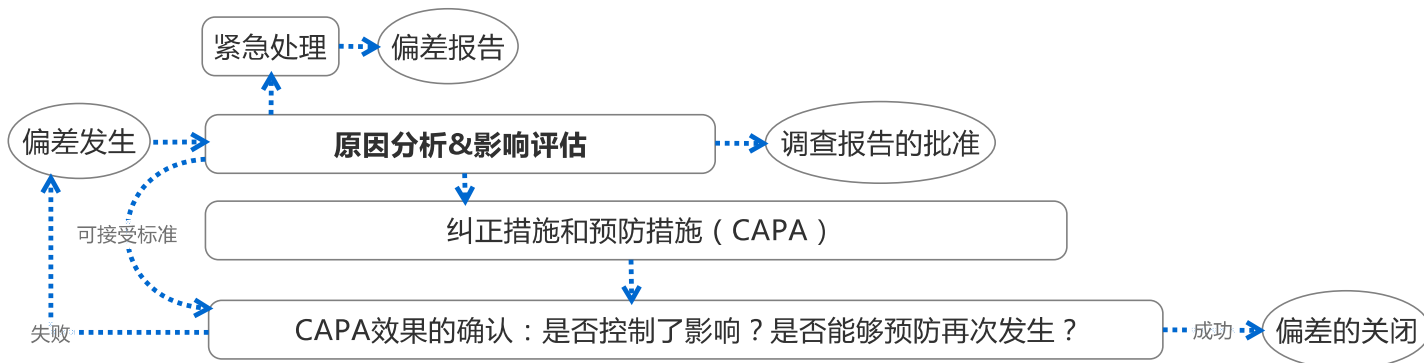 紧急处理
偏差报告
偏差发生
原因分析&影响评估
调查报告的批准
可接受标准
纠正措施和预防措施（CAPA）
失败
CAPA效果的确认：是否控制了影响？是否能够预防再次发生？
成功
偏差的关闭